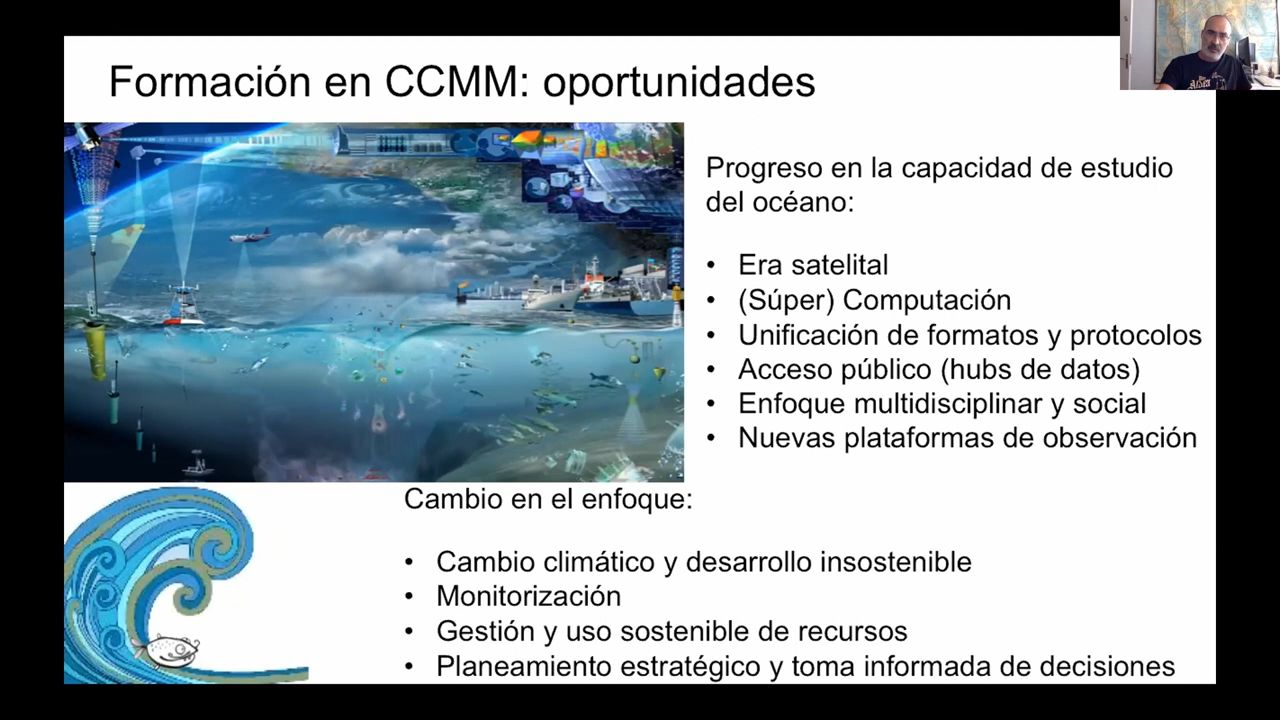 Formación en CCMM: oportunidades
Progreso en la capacidad de estudio
del océano:
• Era satelital
• (Súper) Computación
• Unificación de formatos y protocolos
• Acceso público (hubs de datos)
• Enfoque multidisciplinar y social
• Nuevas plataformas de observación
Cambio en el enfoque:
• Cambio climático y desarrollo insostenible
• Monitorización
• Gestión y uso sostenible de recursos
• Planeamiento estratégico y toma informada de decisiones